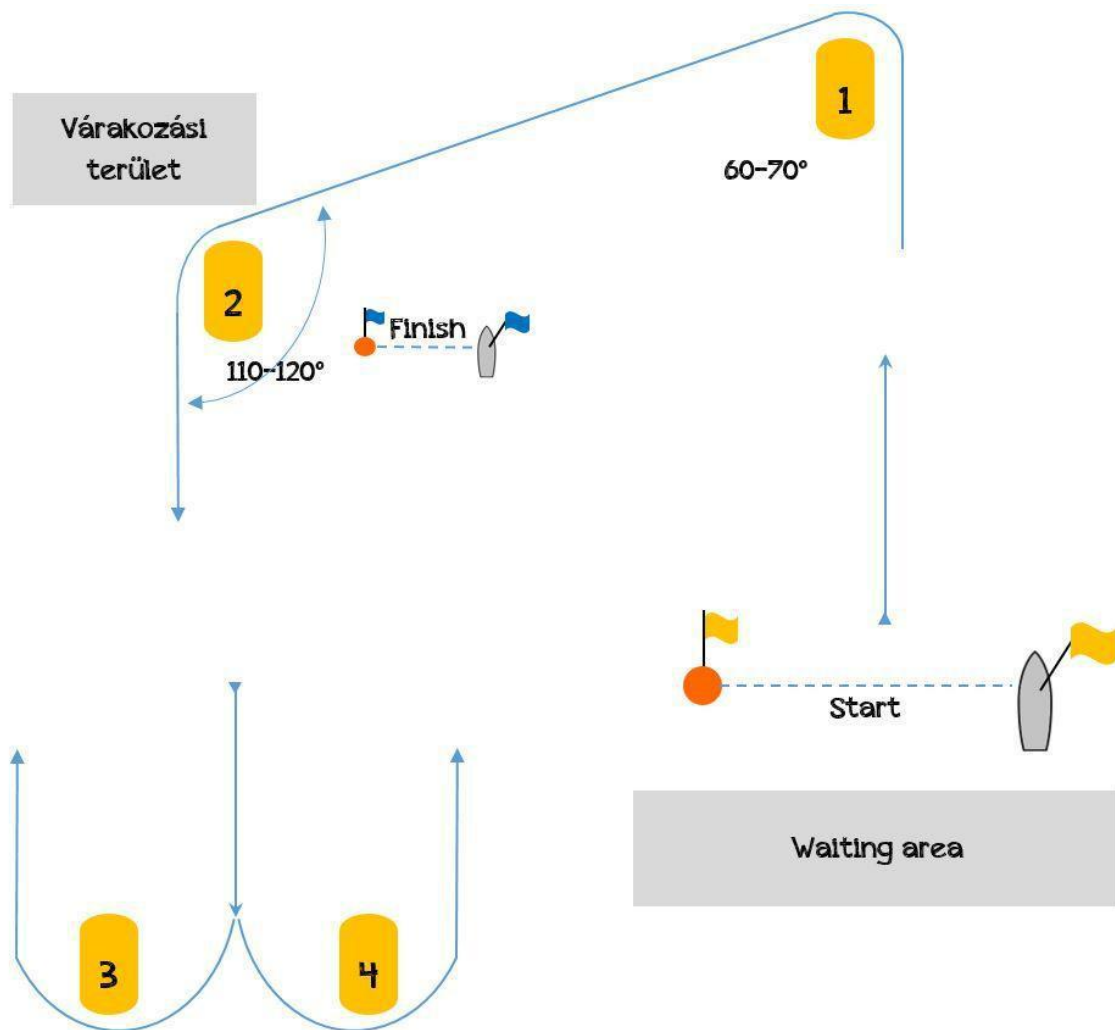 1
Várakozási
terület
60-70°
2
Finish
110-120°
Start
Waiting area
3
4